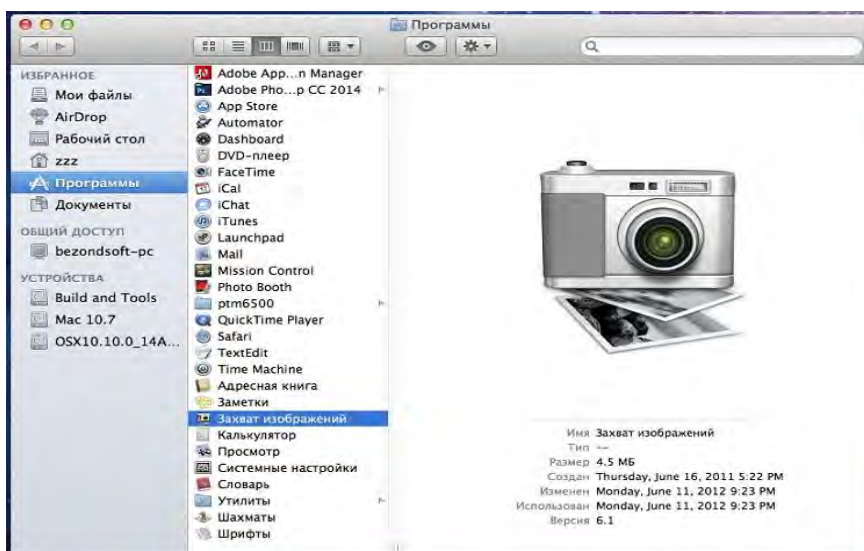 Программы
ИЗБРАННОЕ
Мои файлы
AirDrop
Рабочий стол
zzz
Программы
Документы
ОБЩИЙ ДОСТУП
bezondsoft-pc
УСТРОЙСТВА
Build and Tools
Mac 10.7
OSX10.10.0_14A...
Adobe App...n Manager
Adobe Pho...p CC 2014
App Store
Automator
Dashboard
DVD-плеер
FaceTime
iCal
iChat
iTunes
Launchpad
Mail
Mission Control
Photo Booth
ptm6500
QuickTime Player
Safari
TextEdit
Time Machine
Адресная книга
Заметки
Захват изображений
Калькулятор
Просмотр
Системные настройки
Словарь
Утилиты
Шахматы
Шрифты
Имя Захват изображений
Тип --
Размер 4.5 МБ
Создан Thursday, June 16, 2011 5:22 PM
Изменен Monday, June 11, 2012 9:23 PM
Использован Monday, June 11, 2012 9:23 PM
Версия 6.1